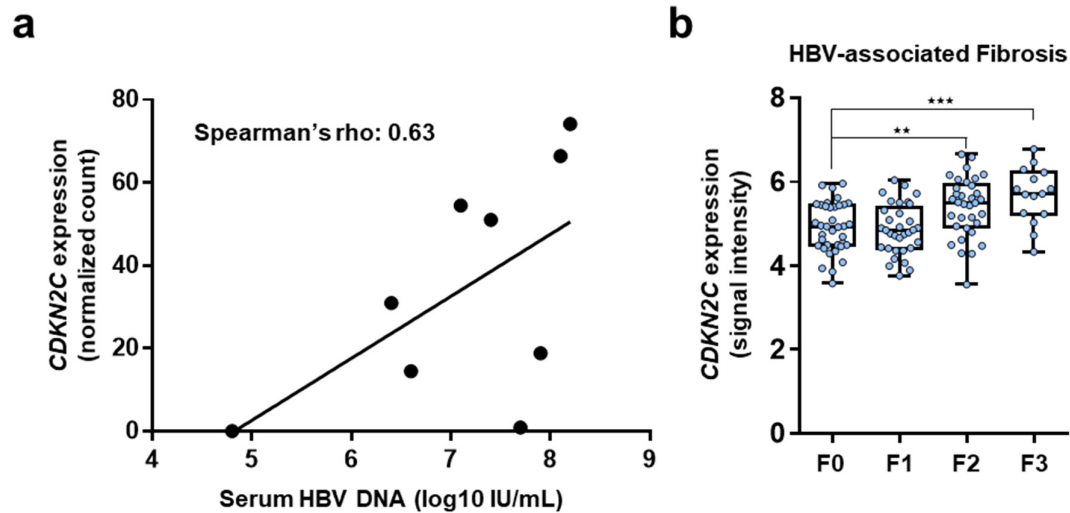 a
80
60
40
20
0
CDKN2C expression
(normalized count)
Spearman's rho: 0.63
4 5 6 7 8 9
Serum HBV DNA (log10 IU/mL)
b
HBV-associated Fibrosis
8
6
4
2
0
CDKN2C expression
(signal intensity)
★★★
★★
F0 F1 F2 F3